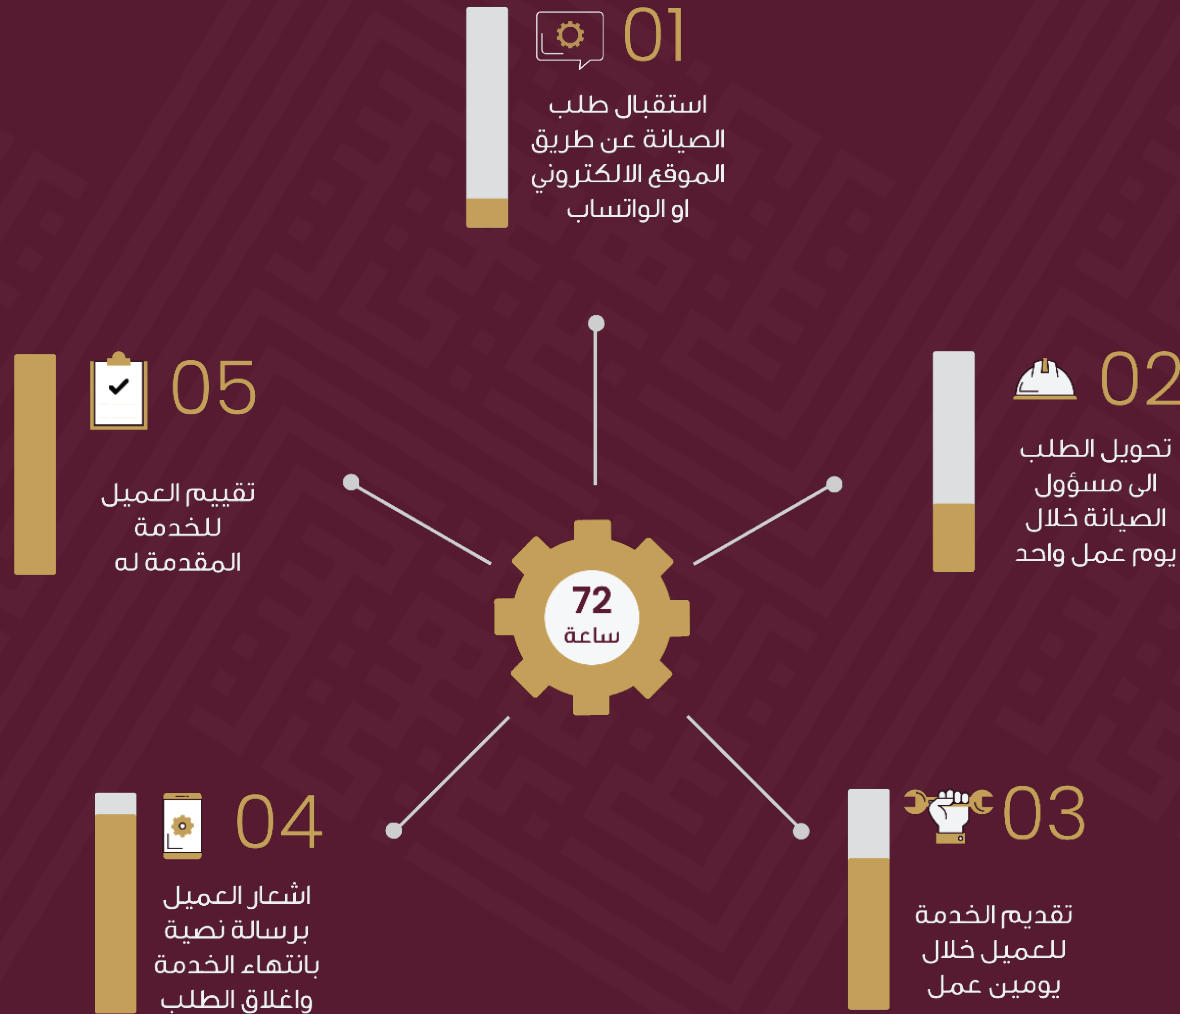 01
استقبال طلب
الصيانة عن طريق
الموقع الالكتروني
او الواتساب
02
تحويل الطلب
الى مسؤول
الصيانة خلال
يوم عمل واحد
03
تقديم الخدمة
للعميل خلال
يومين عمل
04
اشعار العميل
برسالة نصية
بانتهاء الخدمة
واغلاق الطلب
05
تقييم العميل
للخدمة
المقدمة له
72
ساعة